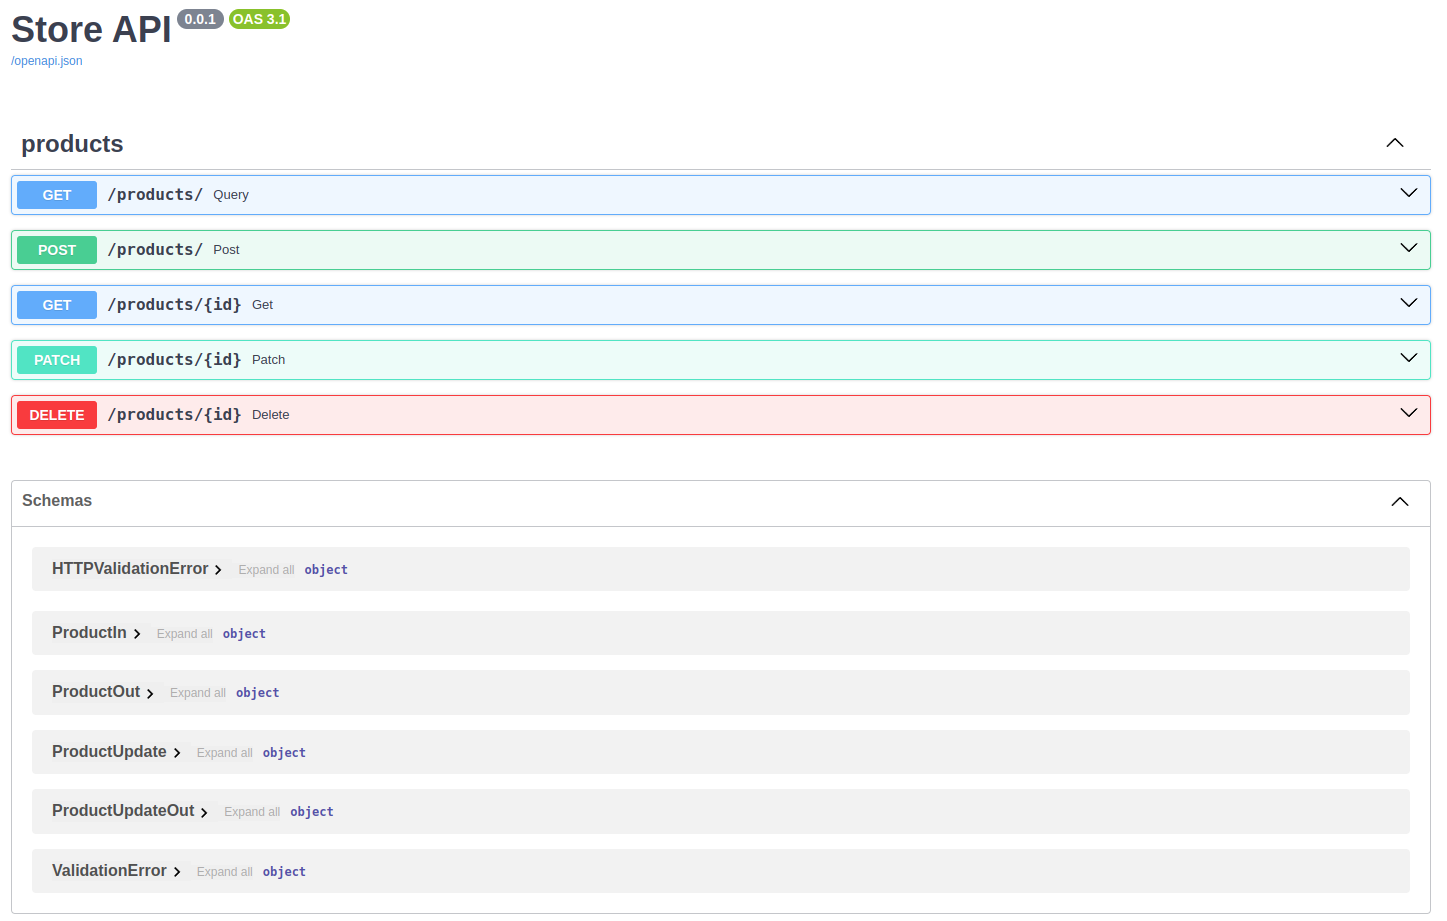 Store API 0.0.1 OAS 3.1
/openapi.json
products
GET /products/ Query
POST /products/ Post
GET /products/{id} Get
PATCH /products/{id} Patch
DELETE /products/{id} Delete
Schemas
HTTPValidationError Expand all object
ProductIn Expand all object
ProductOut Expand all object
ProductUpdate Expand all object
ProductUpdateOut Expand all object
ValidationError Expand all object